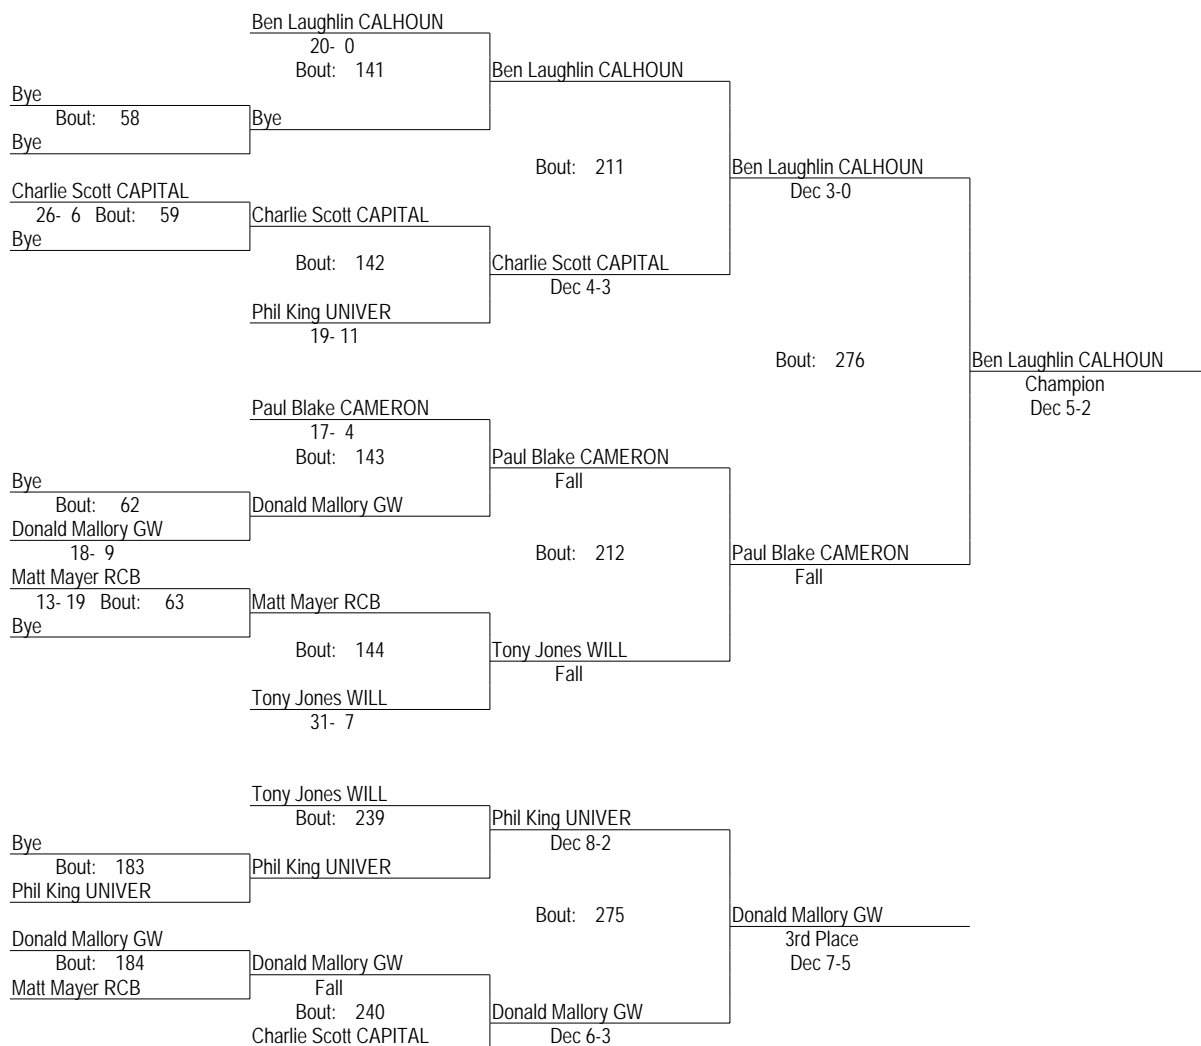 Ben Laughlin CALHOUN
20- 0
Bout: 141
Ben Laughlin CALHOUN
Bye
Bout: 58
Bye
Bye
Bout: 211
Ben Laughlin CALHOUN
Dec 3-0
Charlie Scott CAPITAL
26- 6 Bout: 59
Charlie Scott CAPITAL
Bye
Bout: 142
Charlie Scott CAPITAL
Dec 4-3
Phil King UNIVER
19- 11
Bout: 276
Ben Laughlin CALHOUN
Champion
Dec 5-2
Paul Blake CAMERON
17- 4
Bout: 143
Paul Blake CAMERON
Fall
Bye
Bout: 62
Donald Mallory GW
Donald Mallory GW
18- 9
Bout: 212
Paul Blake CAMERON
Fall
Matt Mayer RCB
13- 19 Bout: 63
Matt Mayer RCB
Bye
Bout: 144
Tony Jones WILL
Fall
Tony Jones WILL
31- 7
Tony Jones WILL
Bout: 239
Phil King UNIVER
Dec 8-2
Bye
Bout: 183
Phil King UNIVER
Phil King UNIVER
Bout: 275
Donald Mallory GW
3rd Place
Dec 7-5
Donald Mallory GW
Bout: 184
Donald Mallory GW
Fall
Matt Mayer RCB
Bout: 240
Donald Mallory GW
Dec 6-3
Charlie Scott CAPITAL